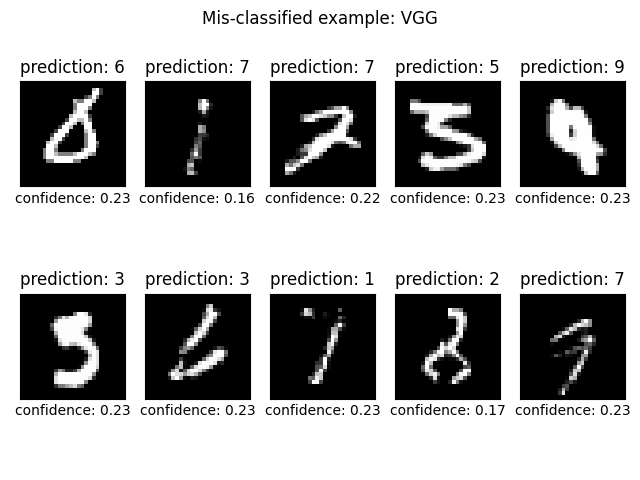 Mis-classified example: VGG
prediction: 6 prediction: 7 prediction: 7 prediction: 5 prediction: 9
confidence: 0.23 confidence: 0.16 confidence: 0.22 confidence: 0.23 confidence: 0.23
prediction: 3 prediction: 3 prediction: 1 prediction: 2 prediction: 7
confidence: 0.23 confidence: 0.23 confidence: 0.23 confidence: 0.17 confidence: 0.23